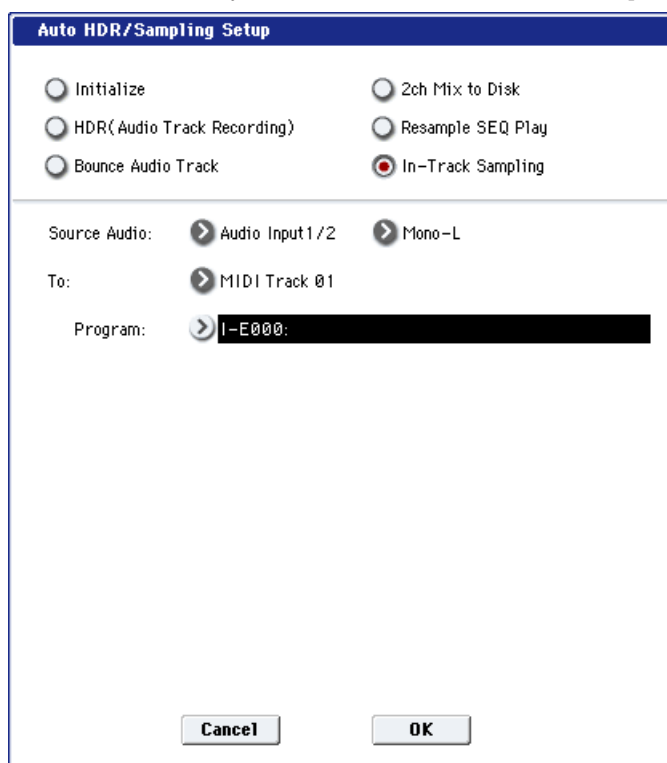 Auto HDR/Sampling Setup
Initialize
2ch Mix to Disk
HDR(Audio Track Recording)
Resample SEQ Play
Bounce Audio Track
In-Track Sampling
Source Audio: Audio Input1/2 Mono-L
To: MIDI Track 01
Program: I-E000:
Cancel OK